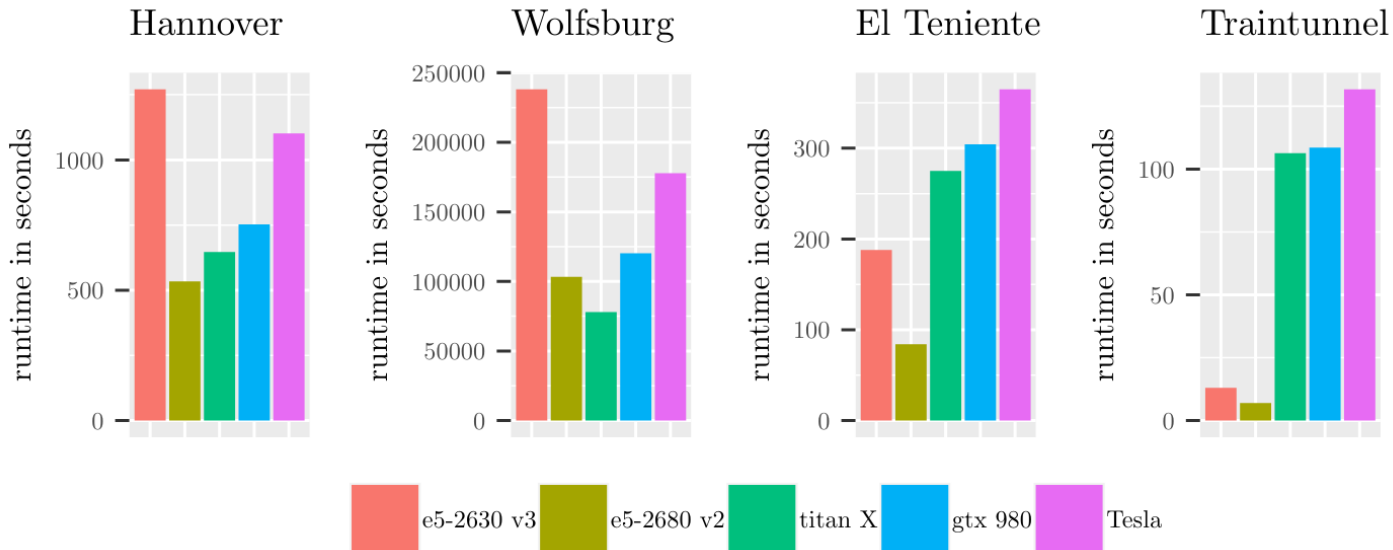 Hannover
Wolfsburg
El Teniente
Traintunnel
runtime in seconds
1000
500
0
runtime in seconds
250000
200000
150000
100000
50000
0
runtime in seconds
300
200
100
0
runtime in seconds
100
50
0
e5-2630 v3
e5-2680 v2
titan X
gtx 980
Tesla